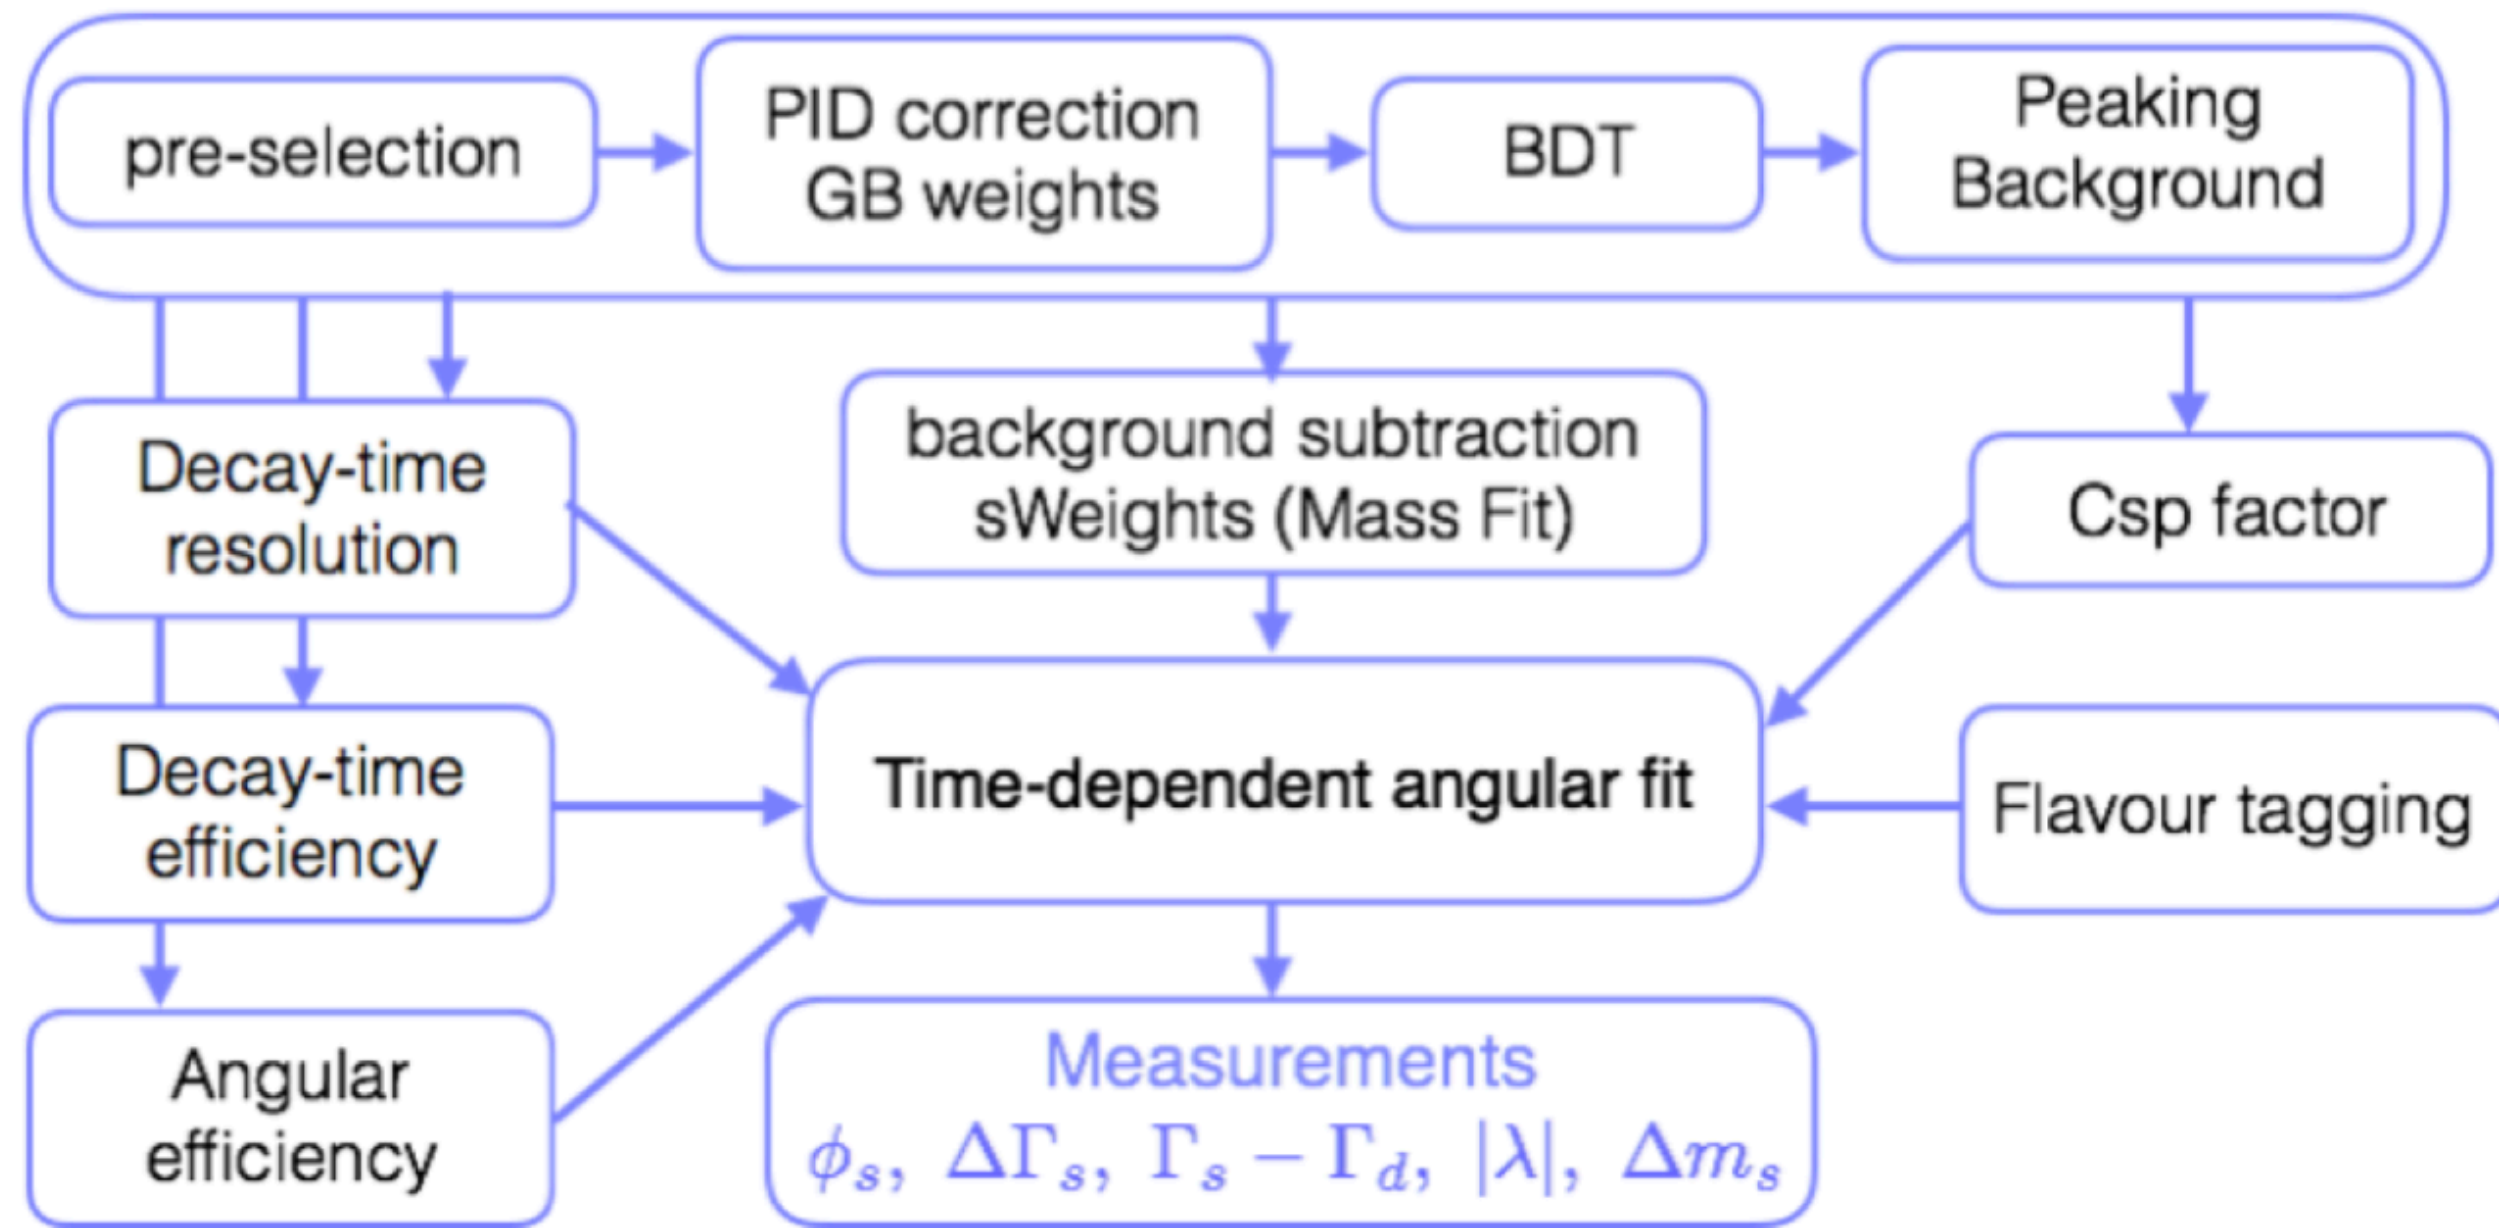 pre-selection
PID correction
GB weights
BDT
Peaking
Background
Decay-time
resolution
background subtraction
sWeights (Mass Fit)
Csp factor
Decay-time
efficiency
Time-dependent angular fit
Flavour tagging
Angular
efficiency
Measurements
ϕₛ, ΔΓₛ, Γₛ − Γ_d, |λ|, Δmₛ